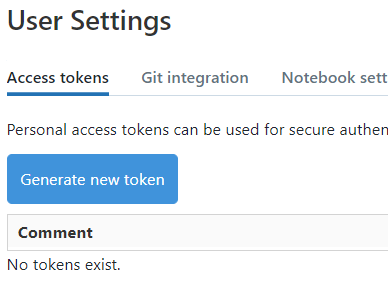 User Settings
Access tokens Git integration Notebook sett
Personal access tokens can be used for secure authen
Generate new token
Comment
No tokens exist.